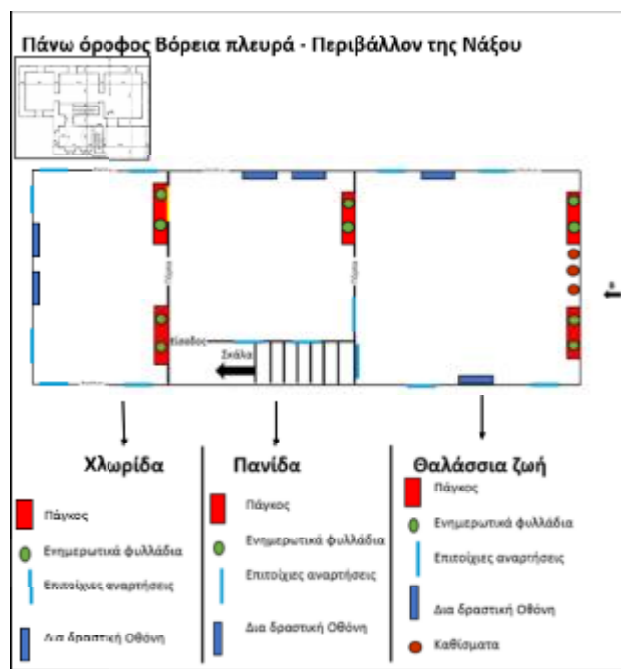 Πάνω όροφος Βόρεια πλευρά - Περιβάλλον της Νάξου
Πόρτα
Πόρτα
Είσοδος
Σκάλα
Β
Χλωρίδα
Πάγκος
Ενημερωτικά φυλλάδια
Επιτοίχιες αναρτήσεις
Δια δραστική Οθόνη
Πανίδα
Πάγκος
Ενημερωτικά φυλλάδια
Επιτοίχιες αναρτήσεις
Δια δραστική Οθόνη
Θαλάσσια ζωή
Πάγκος
Ενημερωτικά φυλλάδια
Επιτοίχιες αναρτήσεις
Δια δραστική Οθόνη
Καθίσματα